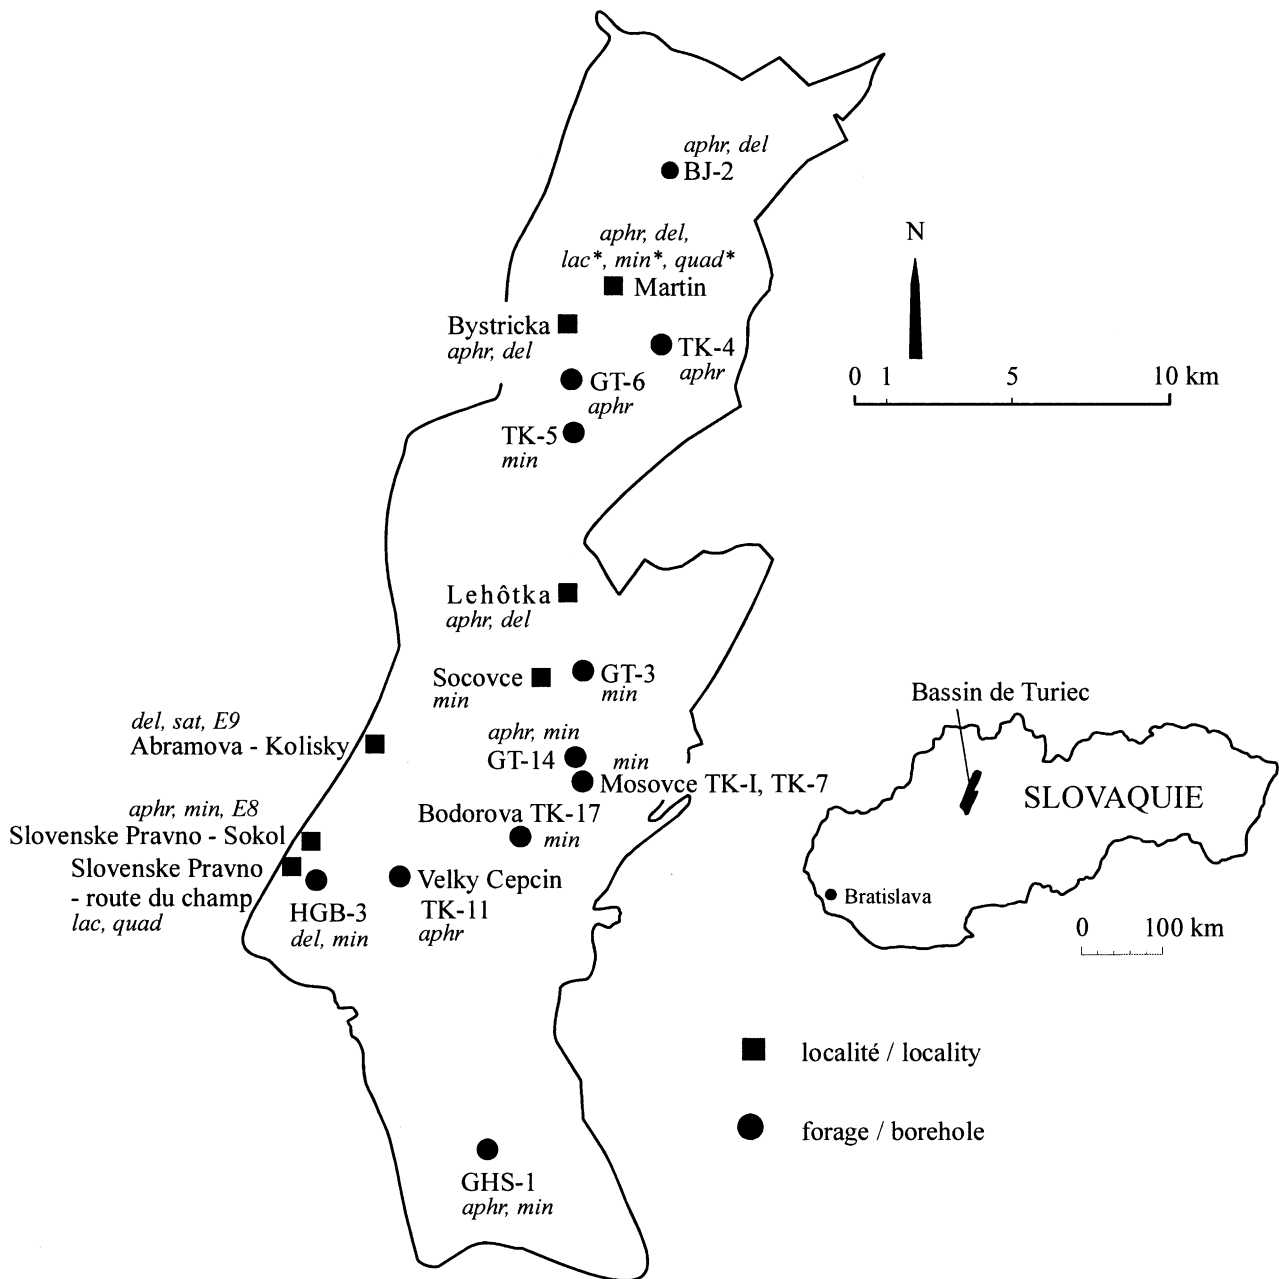 aphr, del
BJ-2
aphr, del,
lac*, min*, quad*
Martin
N
Bystricka
aphr, del
TK-4
aphr
GT-6
aphr
0 1 5 10 km
TK-5
min
Lehôtka
aphr, del
Socovce
min
GT-3
min
del, sat, E9
Abramova - Kolisky
aphr, min
GT-14
min
Mosovce TK-I, TK-7
Bassin de Turiec
SLOVAQUIE
Bratislava
0 100 km
aphr, min, E8
Slovenske Pravno - Sokol
Bodorova TK-17
min
Slovenske Pravno
- route du champ
lac, quad
HGB-3
del, min
Velky Cepcin
TK-11
aphr
localité / locality
forage / borehole
GHS-1
aphr, min